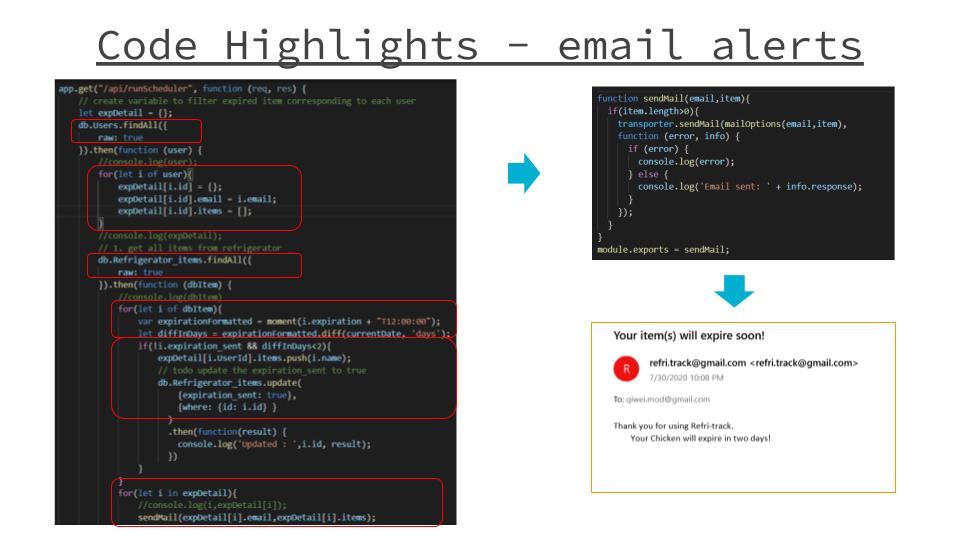 Code Highlights - email alerts
app.get("/api/runScheduler", function (req, res) {
// create variable to filter expired item corresponding to each user
let expDetail = {};
db.Users.findAll({
raw: true
}).then(function (user) {
//console.log(user);
for(let i of user){
expDetail[i.id] = {};
expDetail[i.id].email = i.email;
expDetail[i.id].items = [];
}
//console.log(expDetail);
// 1. get all items from refrigerator
db.Refrigerator_items.findAll({
raw: true
}).then(function (dbItem) {
//console.log(dbItem)
for(let i of dbItem){
var expirationFormatted = moment(i.expiration + "T12:00:00");
let diffInDays = expirationFormatted.diff(currentDate, 'days');
if(!i.expiration_sent && diffInDays<2){
expDetail[i.UserId].items.push(i.name);
// todo update the expiration_sent to true
db.Refrigerator_items.update(
{expiration_sent: true},
{where: {id: i.id} }
)
.then(function(result) {
console.log('Updated : ',i.id, result);
})
}
}
for(let i in expDetail){
//console.log(i,expDetail[i]);
sendMail(expDetail[i].email,expDetail[i].items);
function sendMail(email,item){
if(item.length>0){
transporter.sendMail(mailOptions(email,item),
function (error, info) {
if (error) {
console.log(error);
} else {
console.log('Email sent: ' + info.response);
}
});
}
}
module.exports = sendMail;
Your item(s) will expire soon!
R
refri.track@gmail.com <refri.track@gmail.com>
7/30/2020 10:08 PM
To: qiwei.mod@gmail.com
Thank you for using Refri-track.
Your Chicken will expire in two days!